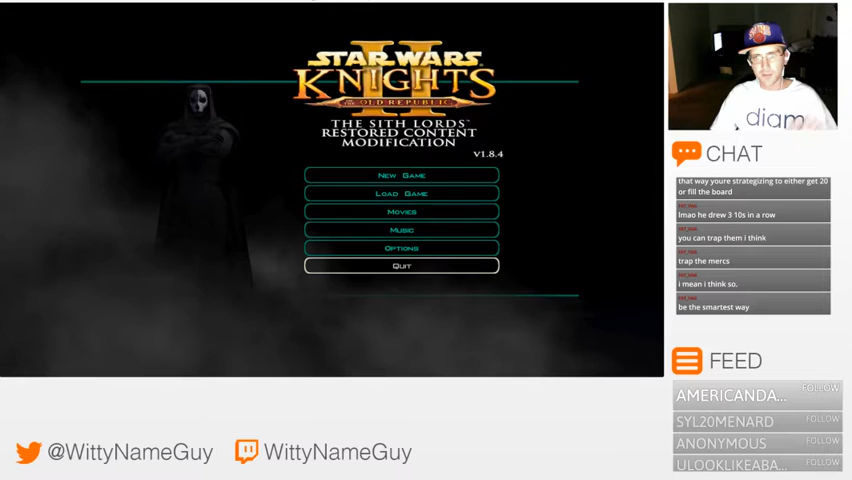 STAR WARS
KNIGHTS
OF THE OLD REPUBLIC
II
THE SITH LORDS™
RESTORED CONTENT
MODIFICATION
v1.8.4
NEW GAME
LOAD GAME
MOVIES
MUSIC
OPTIONS
QUIT
diam
CHAT
that way youre strategizing to either get 20
or fill the board
lmao he drew 3 10s in a row
you can trap them i think
trap the mercs
i mean i think so.
be the smartest way
FEED
AMERICANDA... FOLLOW
SYL20MENARD FOLLOW
ANONYMOUS FOLLOW
ULOOKLIKEABA... FOLLOW
@WittyNameGuy
WittyNameGuy